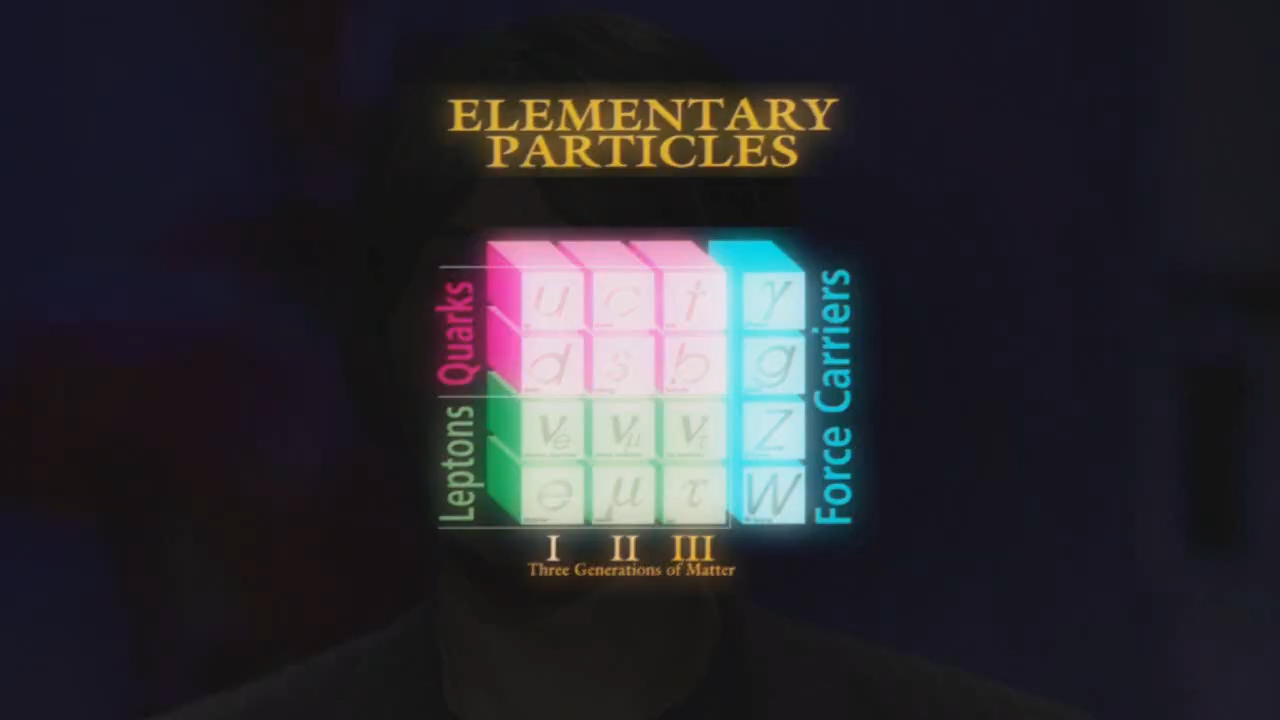 ELEMENTARY
PARTICLES
Quarks
Leptons
u c t γ
d s b g
νe νμ ντ Z
e μ τ W
Force Carriers
I II III
Three Generations of Matter